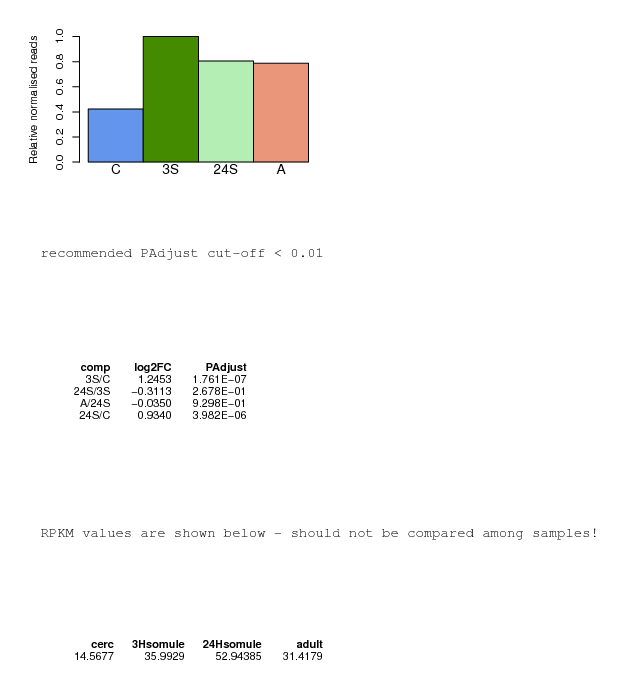 Relative normalised reads
1.0
0.8
0.6
0.4
0.2
0.0
C 3S 24S A
recommended PAdjust cut-off < 0.01
comp log2FC PAdjust
3S/C 1.2453 1.761E-07
24S/3S -0.3113 2.678E-01
A/24S -0.0350 9.298E-01
24S/C 0.9340 3.982E-06
RPKM values are shown below - should not be compared among samples!
cerc 3Hsomule 24Hsomule adult
14.5677 35.9929 52.94385 31.4179